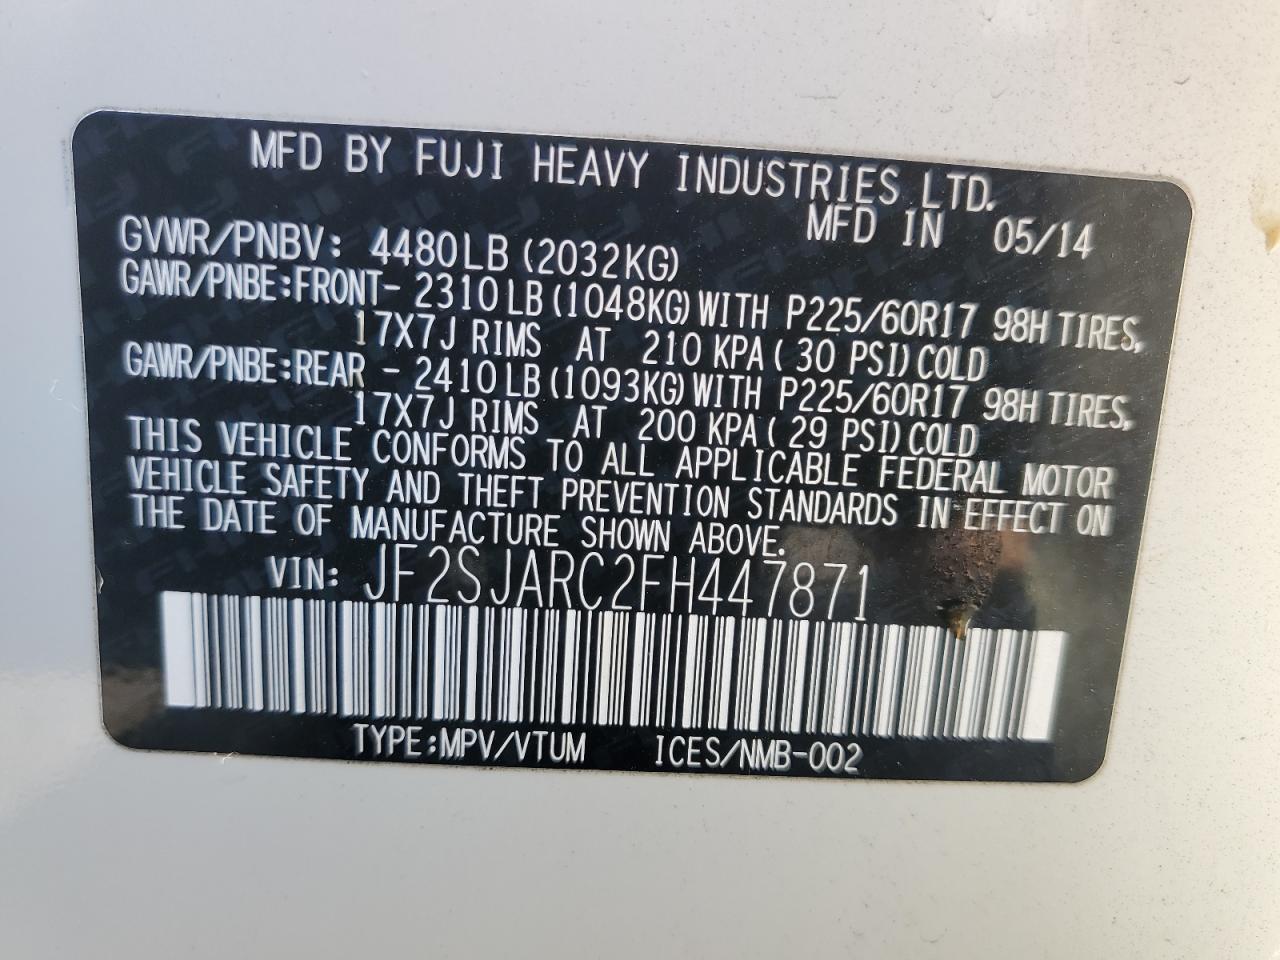 MFD BY FUJI HEAVY INDUSTRIES LTD.
MFD IN 05/14
GVWR/PNBV: 4480LB (2032KG)
GAWR/PNBE:FRONT- 2310LB (1048KG) WITH P225/60R17 98H TIRES,
17X7J RIMS AT 210 KPA ( 30 PSI) COLD
GAWR/PNBE:REAR - 2410LB (1093KG) WITH P225/60R17 98H TIRES,
17X7J RIMS AT 200 KPA ( 29 PSI) COLD
THIS VEHICLE CONFORMS TO ALL APPLICABLE FEDERAL MOTOR
VEHICLE SAFETY AND THEFT PREVENTION STANDARDS IN EFFECT ON
THE DATE OF MANUFACTURE SHOWN ABOVE.
VIN: JF2SJARC2FH447871
TYPE:MPV/VTUM ICES/NMB-002